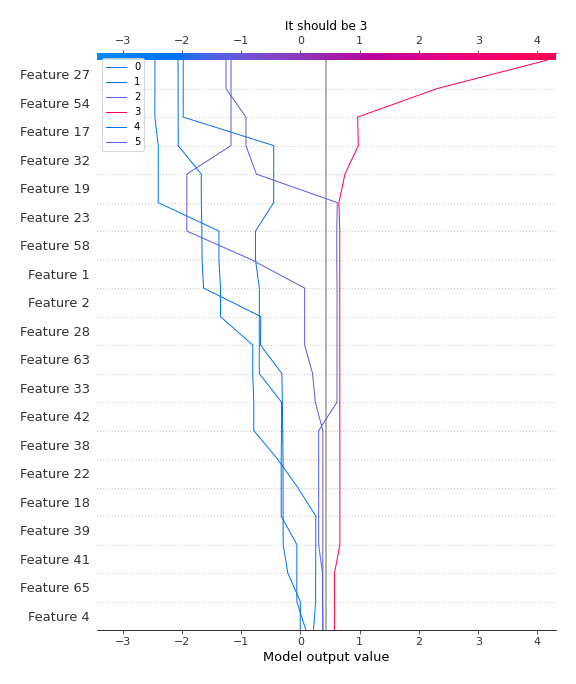 It should be 3
−3 −2 −1 0 1 2 3 4
0
1
2
3
4
5
Feature 27
Feature 54
Feature 17
Feature 32
Feature 19
Feature 23
Feature 58
Feature 1
Feature 2
Feature 28
Feature 63
Feature 33
Feature 42
Feature 38
Feature 22
Feature 18
Feature 39
Feature 41
Feature 65
Feature 4
−3 −2 −1 0 1 2 3 4
Model output value